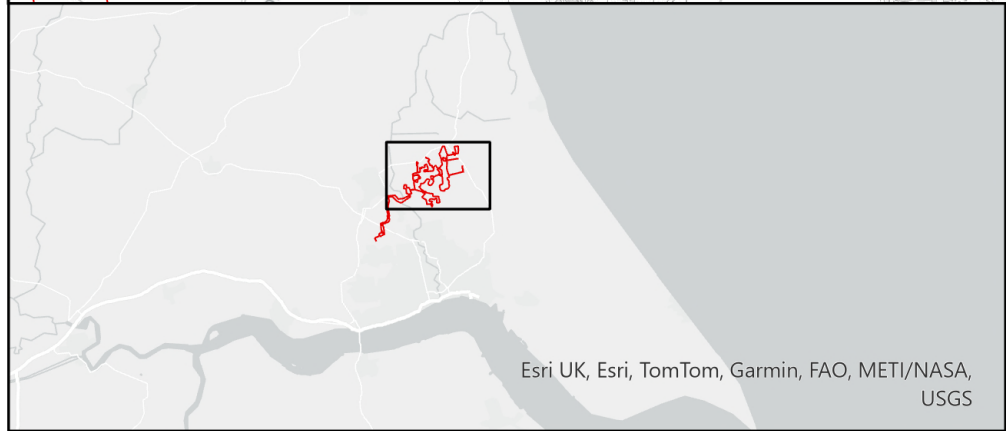 Esri UK, Esri, TomTom, Garmin, FAO, METI/NASA,
USGS